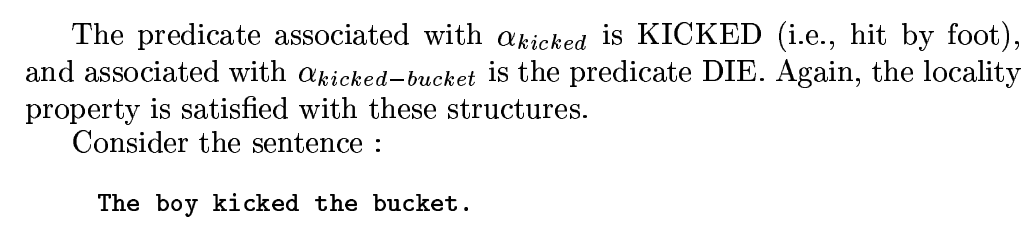 The predicate associated with α_{kicked} is KICKED (i.e., hit by foot),
and associated with α_{kicked−bucket} is the predicate DIE. Again, the locality
property is satisfied with these structures.
Consider the sentence :
The boy kicked the bucket.